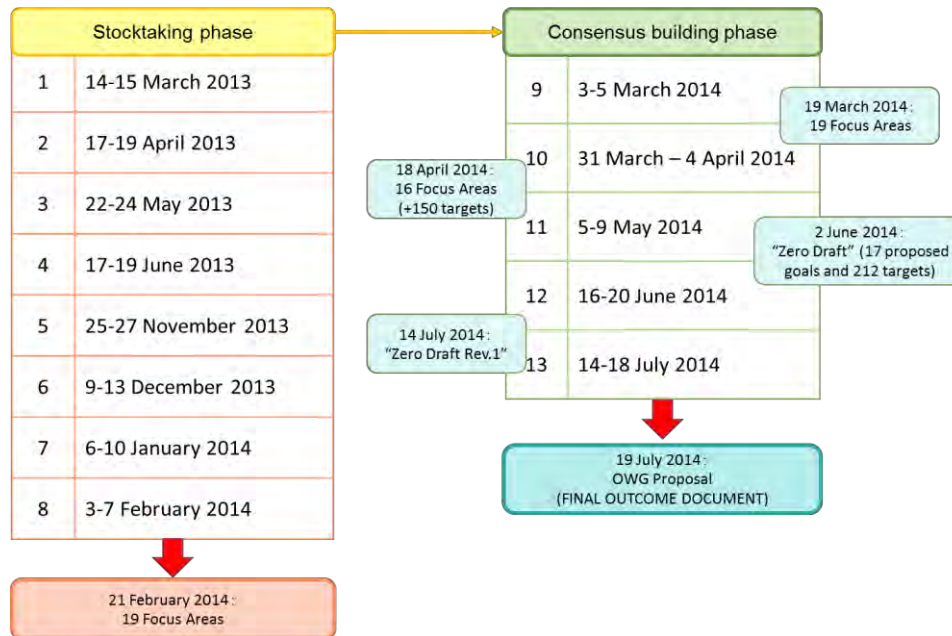 Stocktaking phase
1 14-15 March 2013
2 17-19 April 2013
3 22-24 May 2013
4 17-19 June 2013
5 25-27 November 2013
6 9-13 December 2013
7 6-10 January 2014
8 3-7 February 2014
21 February 2014 :
19 Focus Areas
Consensus building phase
9 3-5 March 2014
19 March 2014 :
19 Focus Areas
10 31 March – 4 April 2014
18 April 2014 :
16 Focus Areas
(+150 targets)
11 5-9 May 2014
2 June 2014 :
"Zero Draft" (17 proposed
goals and 212 targets)
12 16-20 June 2014
14 July 2014 :
"Zero Draft Rev.1"
13 14-18 July 2014
19 July 2014 :
OWG Proposal
(FINAL OUTCOME DOCUMENT)